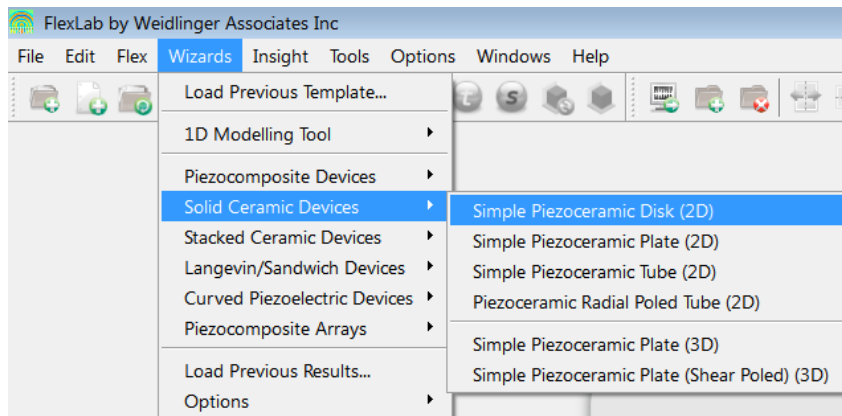 FlexLab by Weidlinger Associates Inc
File Edit Flex Wizards Insight Tools Options Windows Help
Load Previous Template...
1D Modelling Tool
Piezocomposite Devices
Solid Ceramic Devices
Stacked Ceramic Devices
Langevin/Sandwich Devices
Curved Piezoelectric Devices
Piezocomposite Arrays
Load Previous Results...
Options
Simple Piezoceramic Disk (2D)
Simple Piezoceramic Plate (2D)
Simple Piezoceramic Tube (2D)
Piezoceramic Radial Poled Tube (2D)
Simple Piezoceramic Plate (3D)
Simple Piezoceramic Plate (Shear Poled) (3D)